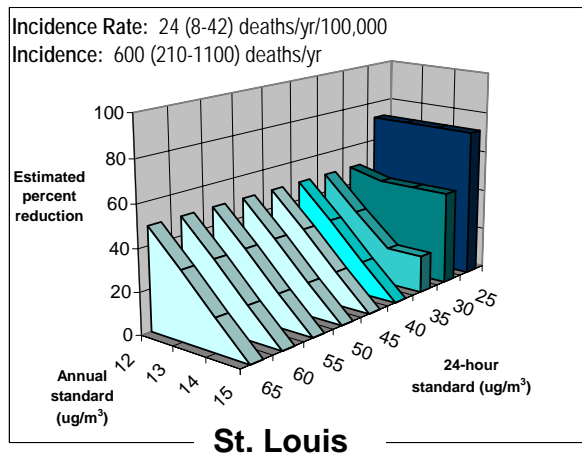 Incidence Rate: 24 (8-42) deaths/yr/100,000
Incidence: 600 (210-1100) deaths/yr
100
80
60
40
20
0
Estimated
percent
reduction
12
13
14
15
Annual
standard
(ug/m³)
65
60
55
50
45
40
35
30
25
24-hour
standard (ug/m³)
St. Louis